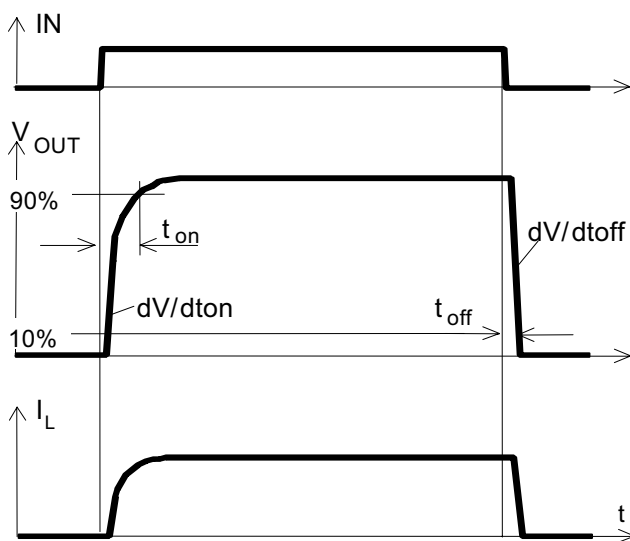 IN
V OUT
90%
t on
dV/dtoff
dV/dton
t off
10%
I L
t